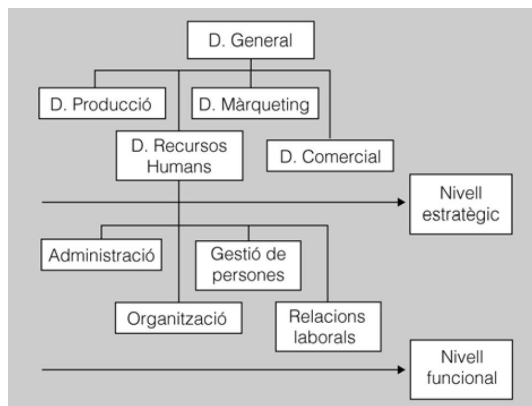 D. General
D. Producció
D. Màrqueting
D. Recursos
Humans
D. Comercial
Nivell
estratègic
Administració
Gestió de
persones
Organització
Relacions
laborals
Nivell
funcional